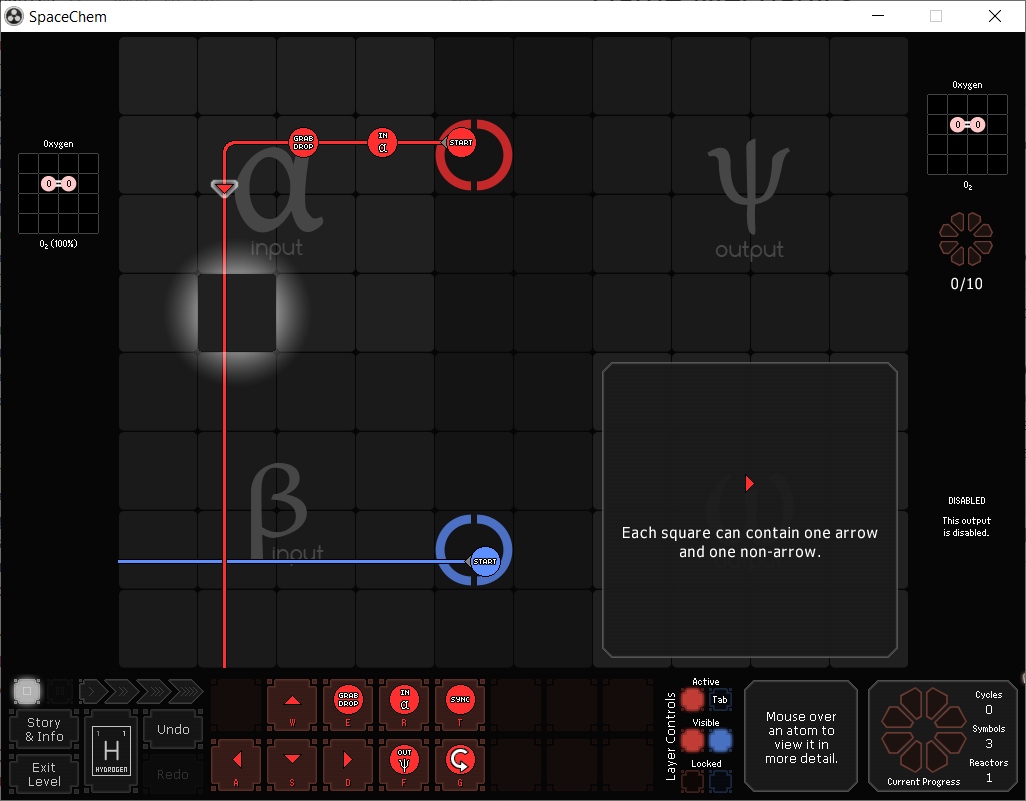 SpaceChem
Oxygen
O=O
O₂ (100%)
GRAB
DROP
IN
α
START
α
input
ψ
output
Oxygen
O=O
O₂
0/10
β
input
START
Each square can contain one arrow
and one non-arrow.
DISABLED
This output
is disabled.
Story
& Info
Exit
Level
1 1
H
HYDROGEN
Undo
Redo
W
GRAB
DROP
E
IN
α
R
SYNC
T
A
S
D
OUT
ψ
F
G
Layer Controls
Active
Tab
Visible
Locked
Mouse over
an atom to
view it in
more detail.
Cycles
0
Symbols
3
Reactors
1
Current Progress